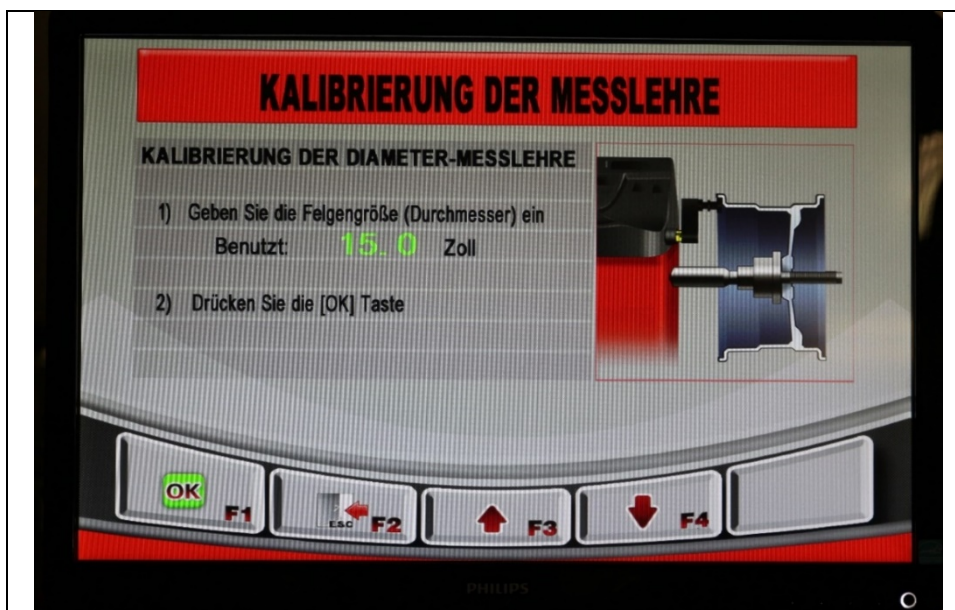 KALIBRIERUNG DER MESSLEHRE
KALIBRIERUNG DER DIAMETER-MESSLEHRE
1) Geben Sie die Felgengröße (Durchmesser) ein
Benutzt: 15.0 Zoll
2) Drücken Sie die [OK] Taste
OK F1
ESC F2
F3
F4
PHILIPS